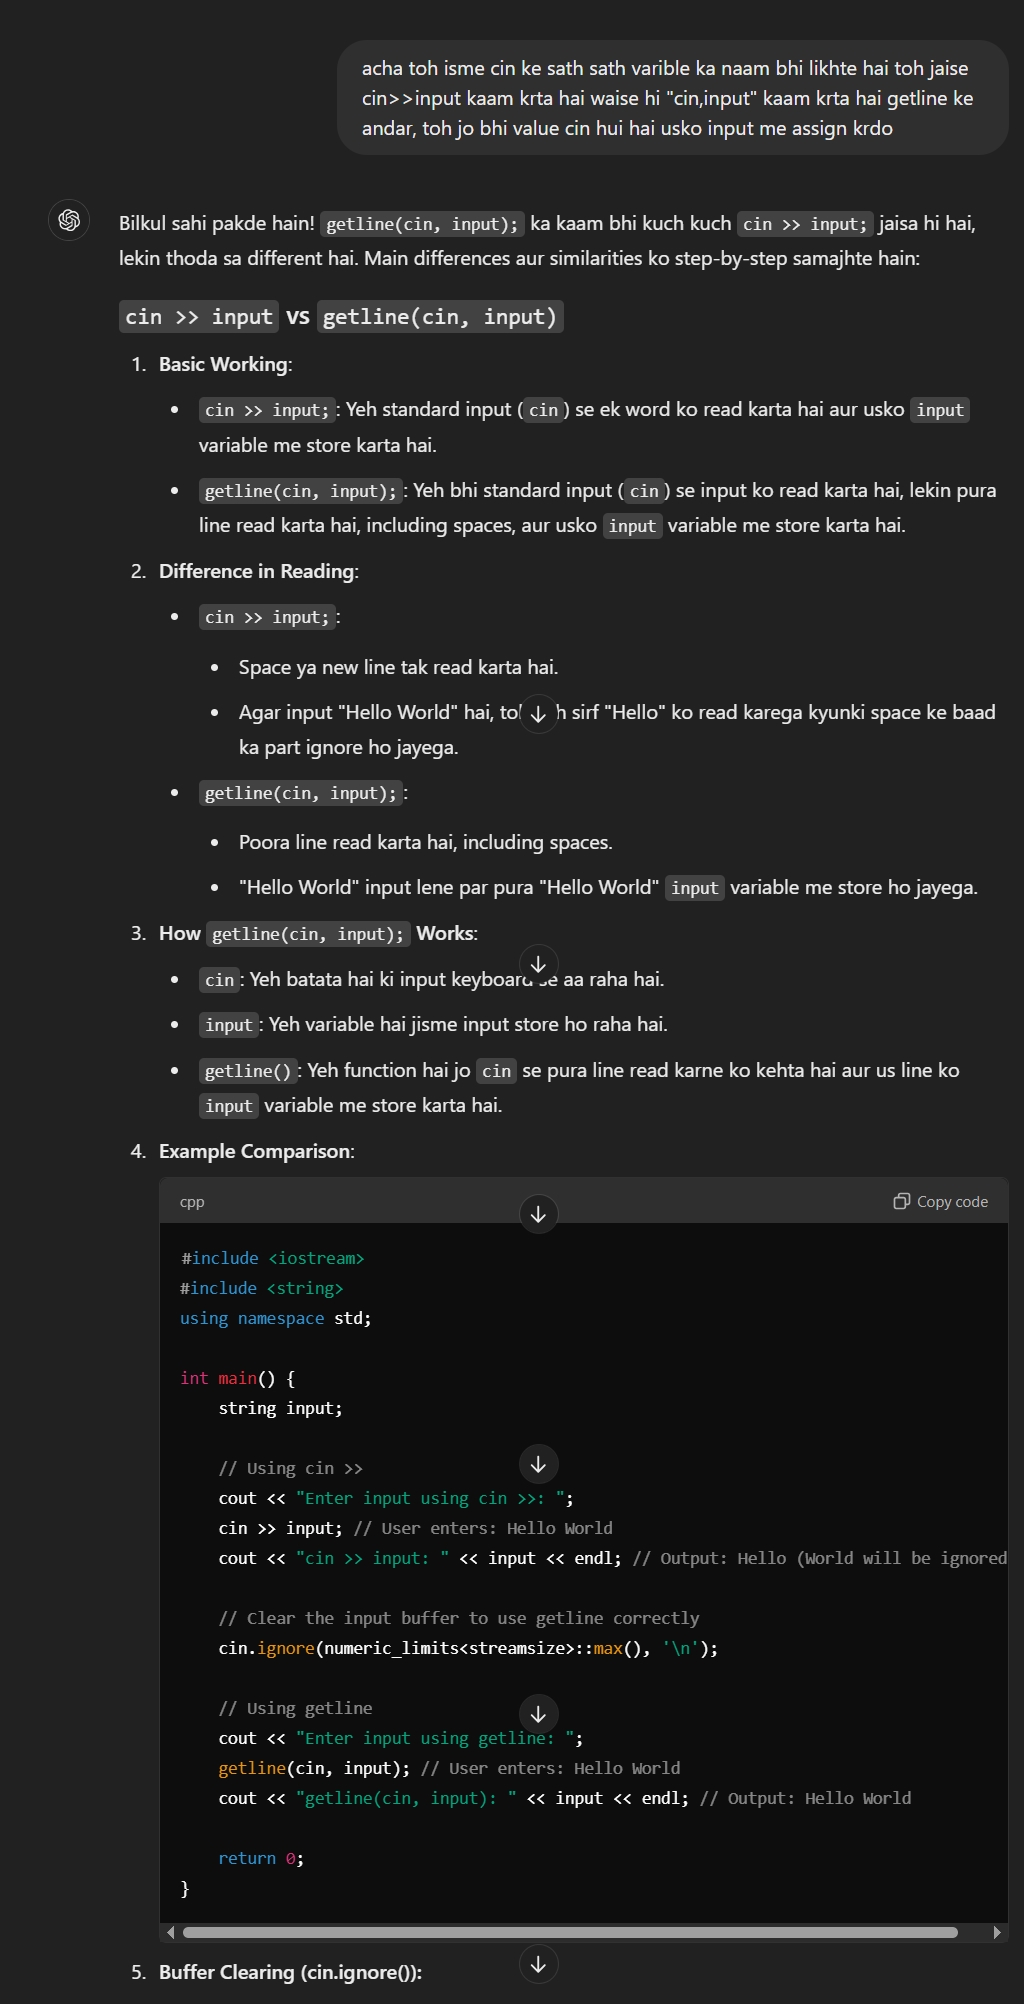 acha toh isme cin ke sath sath varible ka naam bhi likhte hai toh jaise
cin>>input kaam krta hai waise hi "cin,input" kaam krta hai getline ke
andar, toh jo bhi value cin hui hai usko input me assign krdo
Bilkul sahi pakde hain! getline(cin, input); ka kaam bhi kuch kuch cin >> input; jaisa hi hai,
lekin thoda sa different hai. Main differences aur similarities ko step-by-step samajhte hain:
cin >> input vs getline(cin, input)
1. Basic Working:
• cin >> input; : Yeh standard input ( cin ) se ek word ko read karta hai aur usko input
variable me store karta hai.
• getline(cin, input); : Yeh bhi standard input ( cin ) se input ko read karta hai, lekin pura
line read karta hai, including spaces, aur usko input variable me store karta hai.
2. Difference in Reading:
• cin >> input; :
• Space ya new line tak read karta hai.
• Agar input "Hello World" hai, sirf "Hello" ko read karega kyunki space ke baad
ka part ignore ho jayega.
• getline(cin, input); :
• Poora line read karta hai, including spaces.
• "Hello World" input lene par pura "Hello World" input variable me store ho jayega.
3. How getline(cin, input); Works:
• cin : Yeh batata hai ki input keyboard se aa raha hai.
• input : Yeh variable hai jisme input store ho raha hai.
• getline() : Yeh function hai jo cin se pura line read karne ko kehta hai aur us line ko
input variable me store karta hai.
4. Example Comparison:
cpp Copy code
#include <iostream>
#include <string>
using namespace std;
int main() {
string input;
// Using cin >>
cout << "Enter input using cin >>: ";
cin >> input; // User enters: Hello World
cout << "cin >> input: " << input << endl; // Output: Hello (World will be ignored
// Clear the input buffer to use getline correctly
cin.ignore(numeric_limits<streamsize>::max(), '\n');
// Using getline
cout << "Enter input using getline: ";
getline(cin, input); // User enters: Hello World
cout << "getline(cin, input): " << input << endl; // Output: Hello World
return 0;
}
5. Buffer Clearing (cin.ignore()):